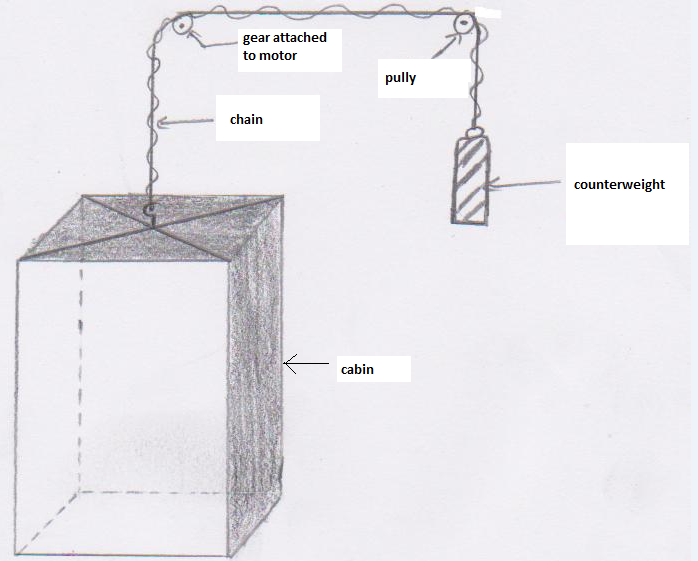 gear attached
to motor
pully
chain
counterweight
cabin